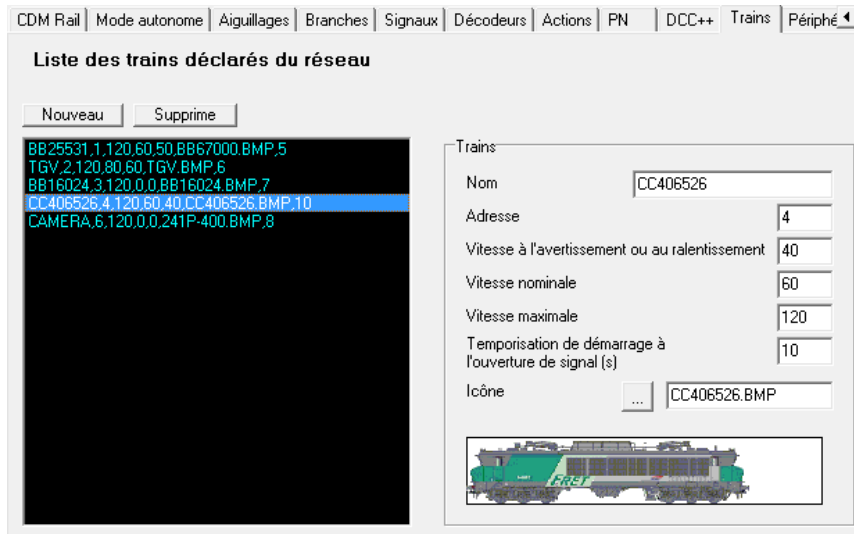 CDM Rail Mode autonome Aiguillages Branches Signaux Décodeurs Actions PN DCC++ Trains Périphé
Liste des trains déclarés du réseau
Nouveau Supprime
BB25531,1,120,60,50,BB67000.BMP,5
TGV,2,120,80,60,TGV.BMP,6
BB16024,3,120,0,0,BB16024.BMP,7
CC406526,4,120,60,40,CC406526.BMP,10
CAMERA,6,120,0,0,241P-400.BMP,8
Trains
Nom CC406526
Adresse 4
Vitesse à l'avertissement ou au ralentissement 40
Vitesse nominale 60
Vitesse maximale 120
Temporisation de démarrage à
l'ouverture de signal (s) 10
Icône ... CC406526.BMP
FRET